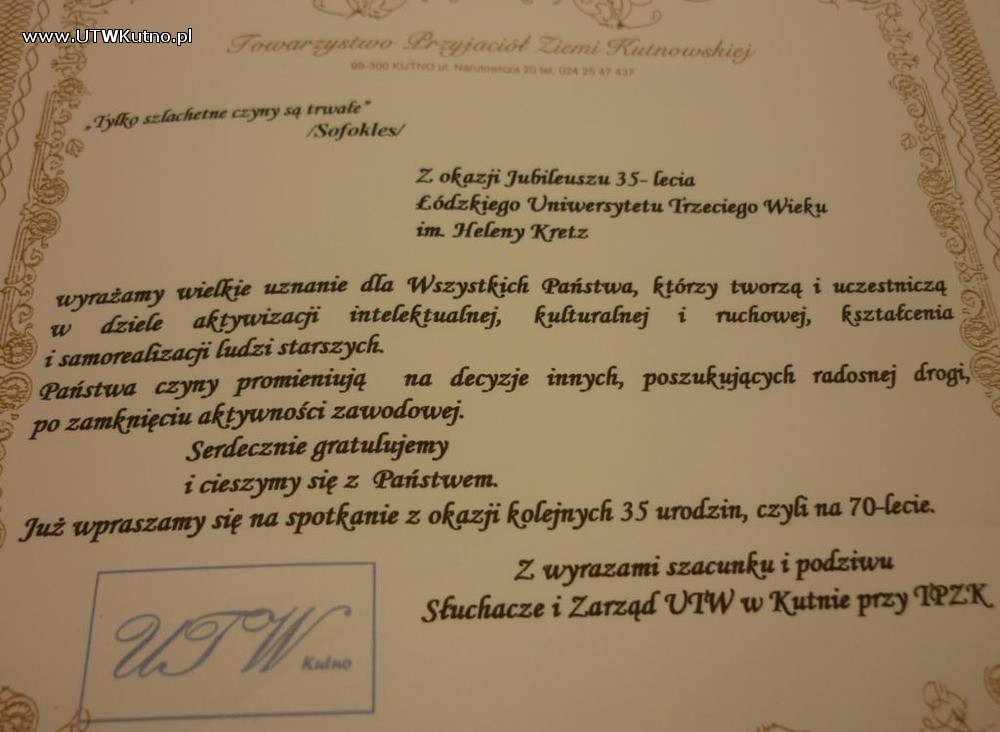 www.UTWKutno.pl
Towarzystwo Przyjaciół Ziemi Kutnowskiej
99-300 KUTNO ul. Narutowicza 20 tel. 024 25 47 437
„Tylko szlachetne czyny są trwałe"
/Sofokles/
Z okazji Jubileuszu 35- lecia
Łódzkiego Uniwersytetu Trzeciego Wieku
im. Heleny Kretz
wyrażamy wielkie uznanie dla Wszystkich Państwa, którzy tworzą i uczestniczą
w dziele aktywizacji intelektualnej, kulturalnej i ruchowej, kształcenia
i samorealizacji ludzi starszych.
Państwa czyny promieniują na decyzje innych, poszukujących radosnej drogi,
po zamknięciu aktywności zawodowej.
Serdecznie gratulujemy
i cieszymy się z Państwem.
Już wpraszamy się na spotkanie z okazji kolejnych 35 urodzin, czyli na 70-lecie.
Z wyrazami szacunku i podziwu
Słuchacze i Zarząd UTW w Kutnie przy TPZK
UTW Kutno